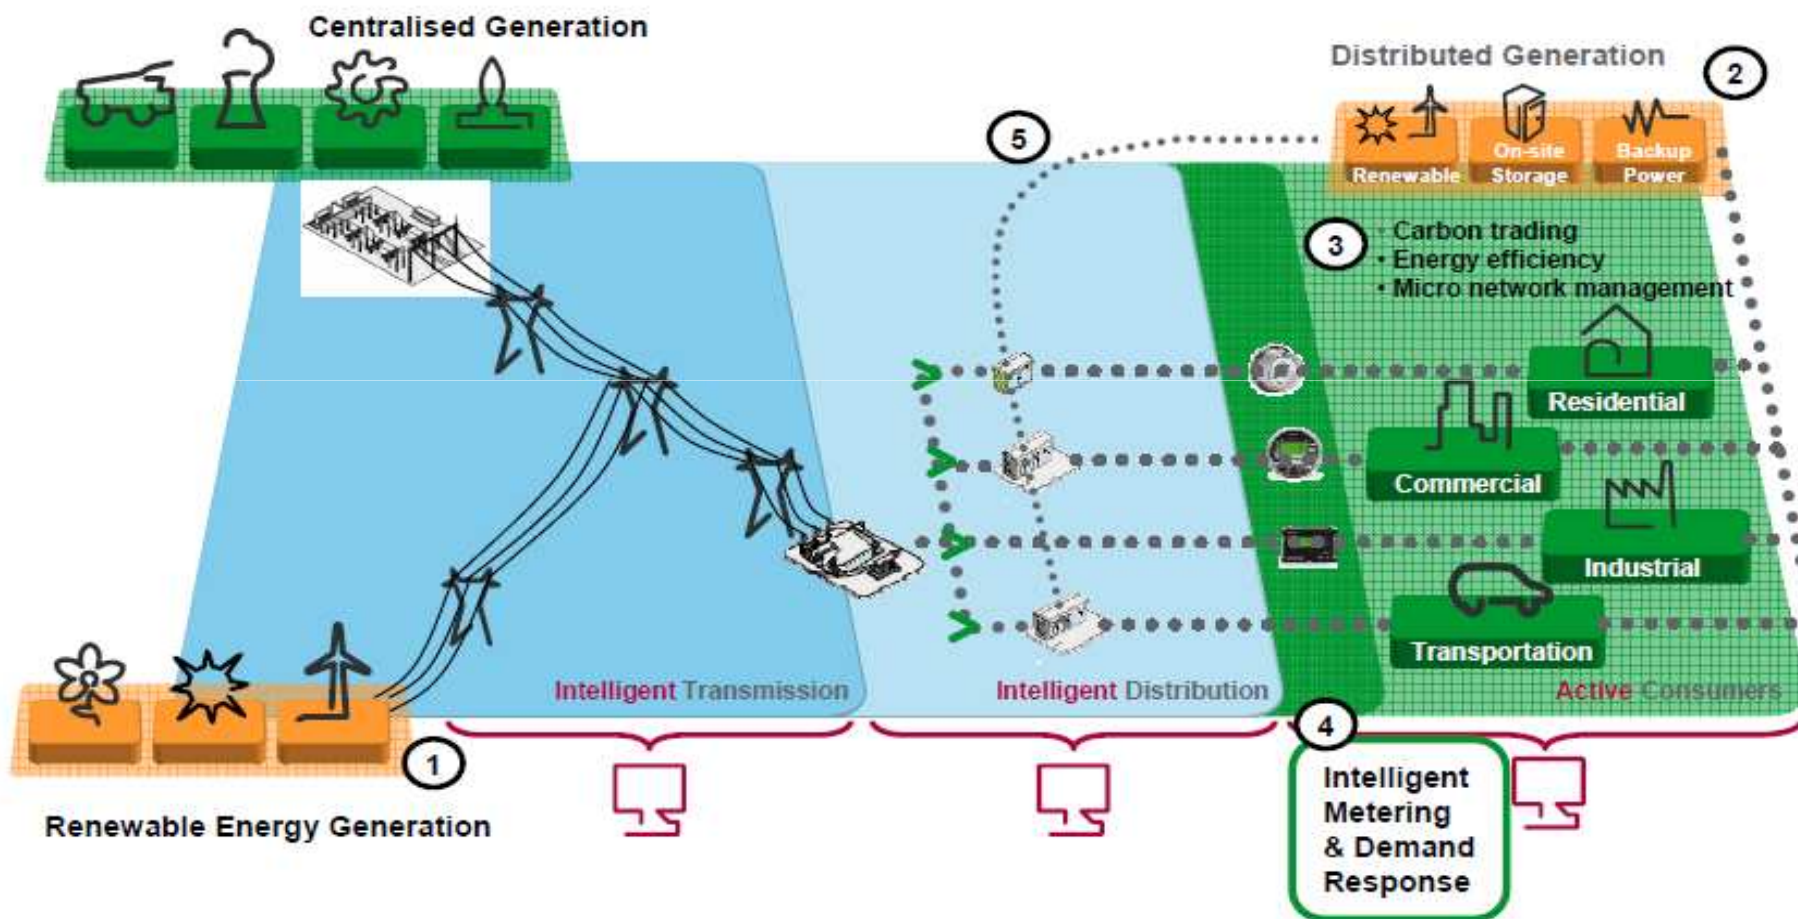 Centralised Generation
Distributed Generation
2
5
Renewable
On-site
Storage
Backup
Power
3
• Carbon trading
• Energy efficiency
• Micro network management
Residential
Commercial
Industrial
Transportation
Intelligent Transmission
Intelligent Distribution
Active Consumers
1
Renewable Energy Generation
4
Intelligent
Metering
& Demand
Response